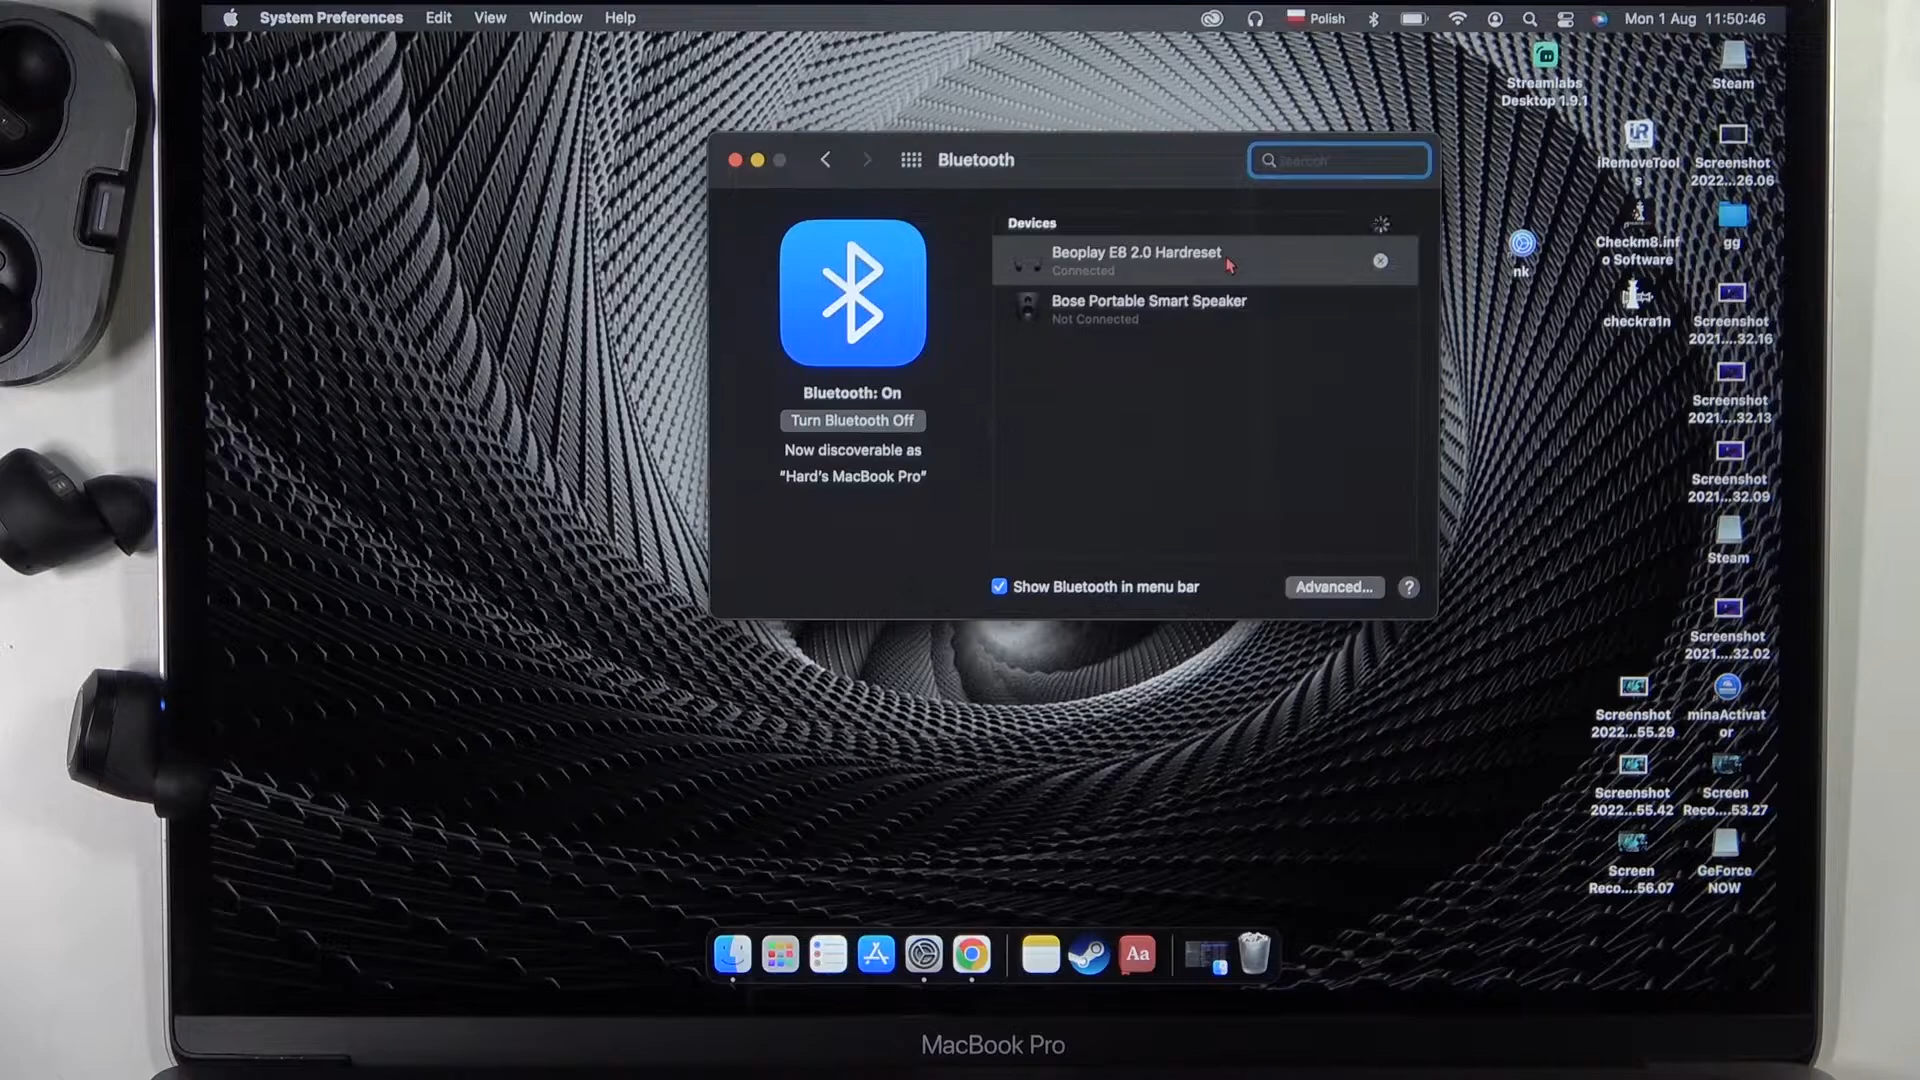 System Preferences Edit View Window Help
Polish Mon 1 Aug 11:50:46
Streamlabs
Desktop 1.9.1
Steam
iRemoveTool
s
Screenshot
2022...26.06
Bluetooth
Search
Devices
Beoplay E8 2.0 Hardreset
Connected
Bose Portable Smart Speaker
Not Connected
Bluetooth: On
Turn Bluetooth Off
Now discoverable as
"Hard's MacBook Pro"
Show Bluetooth in menu bar
Advanced... ?
nk
Checkm8.inf
o Software
gg
checkra1n
Screenshot
2021....32.16
Screenshot
2021....32.13
Screenshot
2021....32.09
Steam
Screenshot
2021....32.02
Screenshot
2022...55.29
minaActivat
or
Screenshot
2022...55.42
Screen
Reco....53.27
Screen
Reco....56.07
GeForce
NOW
Aa
MacBook Pro